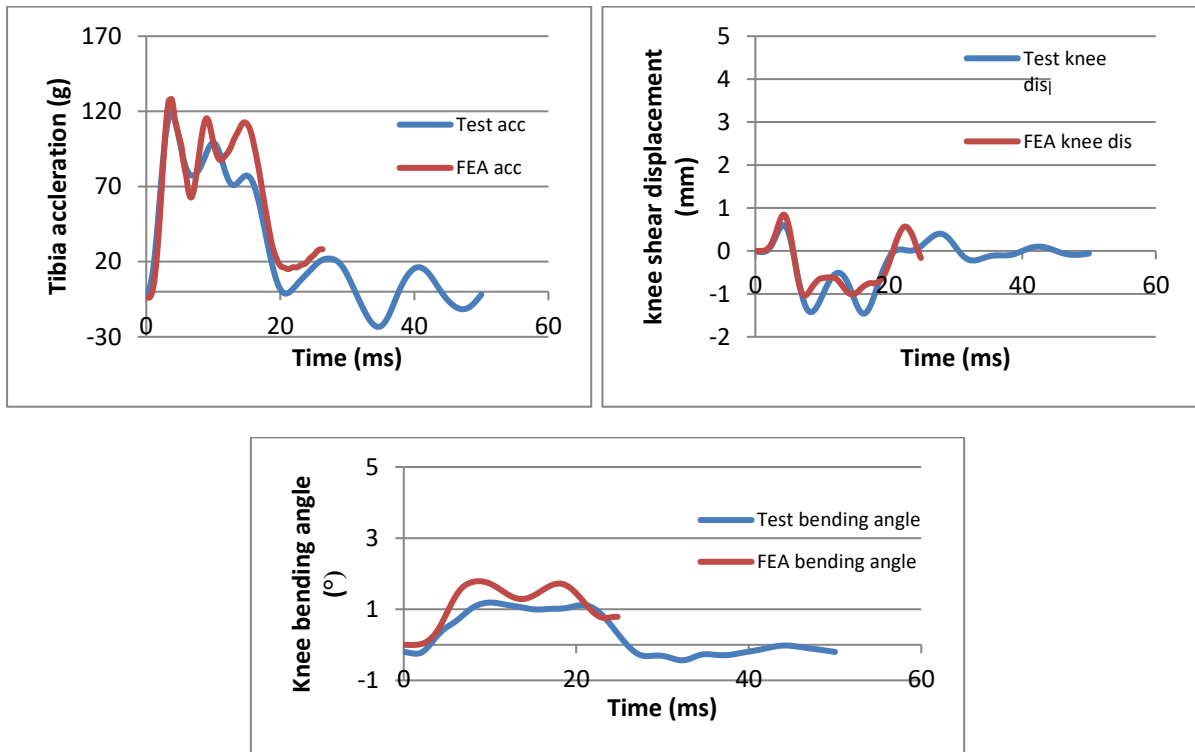 170
120
70
20
-30
0
20
40
60
Tibia accleration (g)
Time (ms)
Test acc
FEA acc
5
4
3
2
1
0
-1
-2
0
20
40
60
knee shear displacement
(mm)
Time (ms)
Test knee
FEA knee dis
5
3
1
-1
0
20
40
60
Knee bending angle
(°)
Time (ms)
Test bending angle
FEA bending angle